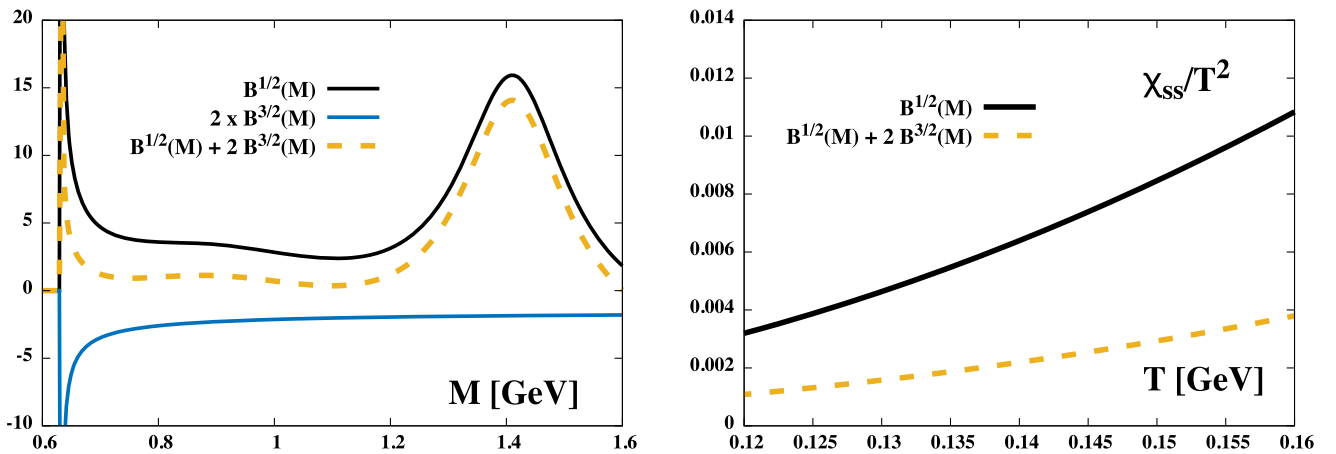 20
15
10
5
0
-5
-10
B^{1/2}(M)
2 x B^{3/2}(M)
B^{1/2}(M) + 2 B^{3/2}(M)
M [GeV]
0.6 0.8 1 1.2 1.4 1.6
0.014
0.012
0.01
0.008
0.006
0.004
0.002
0
χ_{ss}/T^{2}
B^{1/2}(M)
B^{1/2}(M) + 2 B^{3/2}(M)
T [GeV]
0.12 0.125 0.13 0.135 0.14 0.145 0.15 0.155 0.16